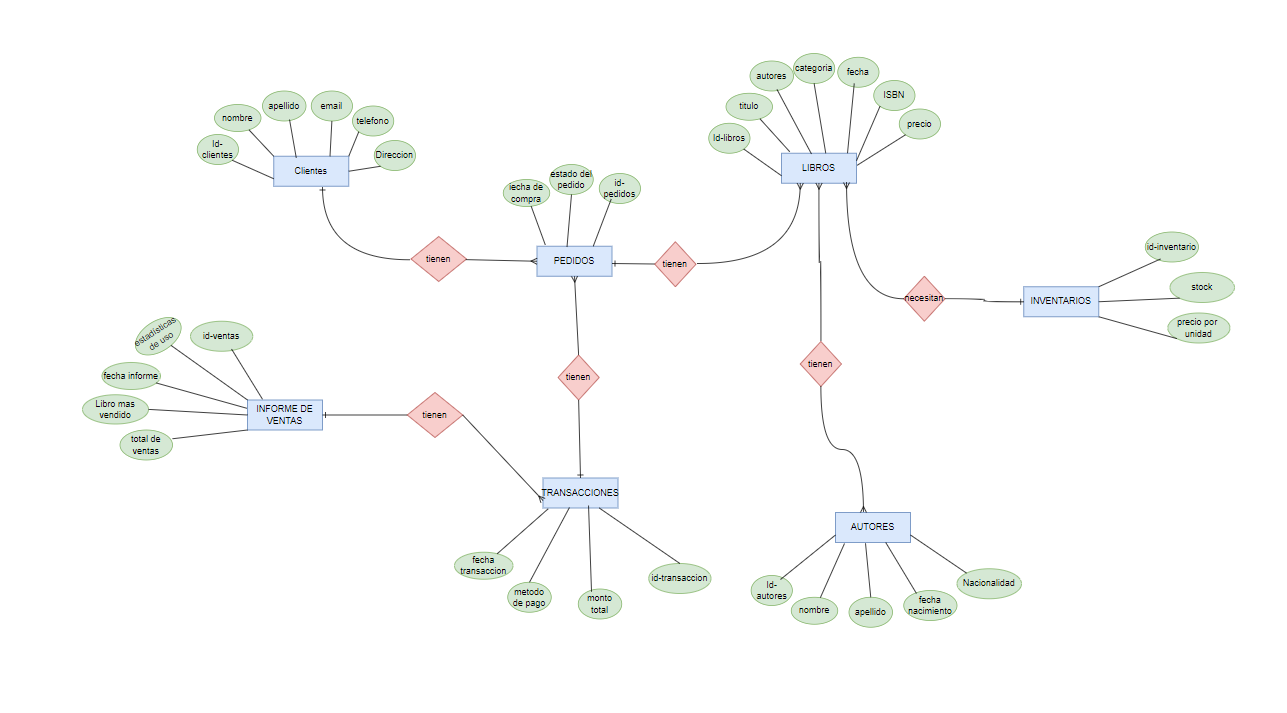 Clientes
Id-
clientes
nombre
apellido
email
telefono
Direccion
tienen
PEDIDOS
fecha de
compra
estado del
pedido
id-
pedidos
tienen
LIBROS
Id-libros
titulo
autores
categoria
fecha
ISBN
precio
necesitan
INVENTARIOS
id-inventario
stock
precio por
unidad
tienen
AUTORES
Id-
autores
nombre
apellido
fecha
nacimiento
Nacionalidad
tienen
TRANSACCIONES
fecha
transaccion
metodo
de pago
monto
total
id-transaccion
tienen
INFORME DE
VENTAS
estadísticas
de uso
id-ventas
fecha informe
Libro mas
vendido
total de
ventas